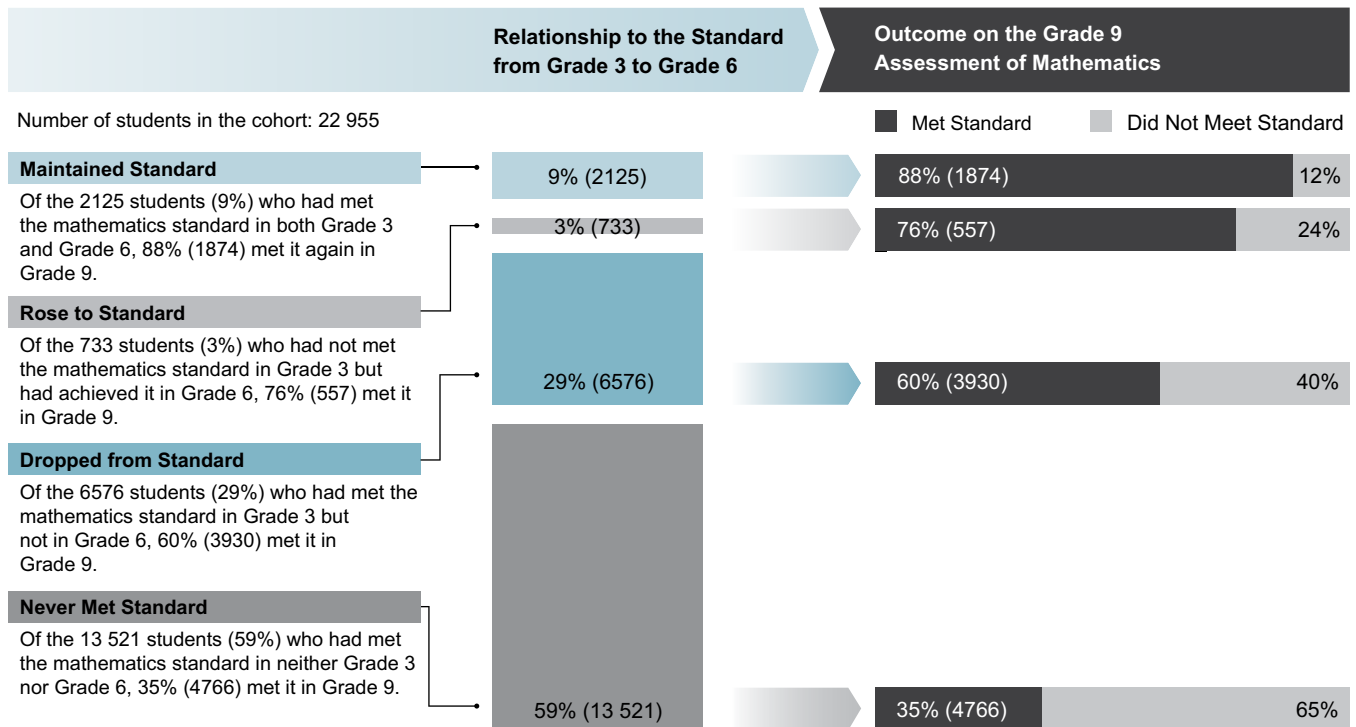 Relationship to the Standard
from Grade 3 to Grade 6
Outcome on the Grade 9
Assessment of Mathematics
Number of students in the cohort: 22 955
Met Standard
Did Not Meet Standard
Maintained Standard
Of the 2125 students (9%) who had met
the mathematics standard in both Grade 3
and Grade 6, 88% (1874) met it again in
Grade 9.
9% (2125)
88% (1874)
12%
Rose to Standard
Of the 733 students (3%) who had not met
the mathematics standard in Grade 3 but
had achieved it in Grade 6, 76% (557) met it
in Grade 9.
3% (733)
76% (557)
24%
Dropped from Standard
Of the 6576 students (29%) who had met the
mathematics standard in Grade 3 but
not in Grade 6, 60% (3930) met it in
Grade 9.
29% (6576)
60% (3930)
40%
Never Met Standard
Of the 13 521 students (59%) who had met
the mathematics standard in neither Grade 3
nor Grade 6, 35% (4766) met it in Grade 9.
59% (13 521)
35% (4766)
65%